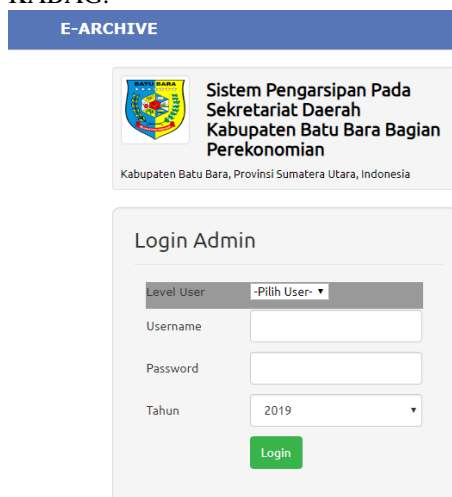 KABAG.
E-ARCHIVE
BATU BARA
Sistem Pengarsipan Pada
Sekretariat Daerah
Kabupaten Batu Bara Bagian
Perekonomian
Kabupaten Batu Bara, Provinsi Sumatera Utara, Indonesia
Login Admin
Level User -Pilih User-
Username
Password
Tahun 2019
Login